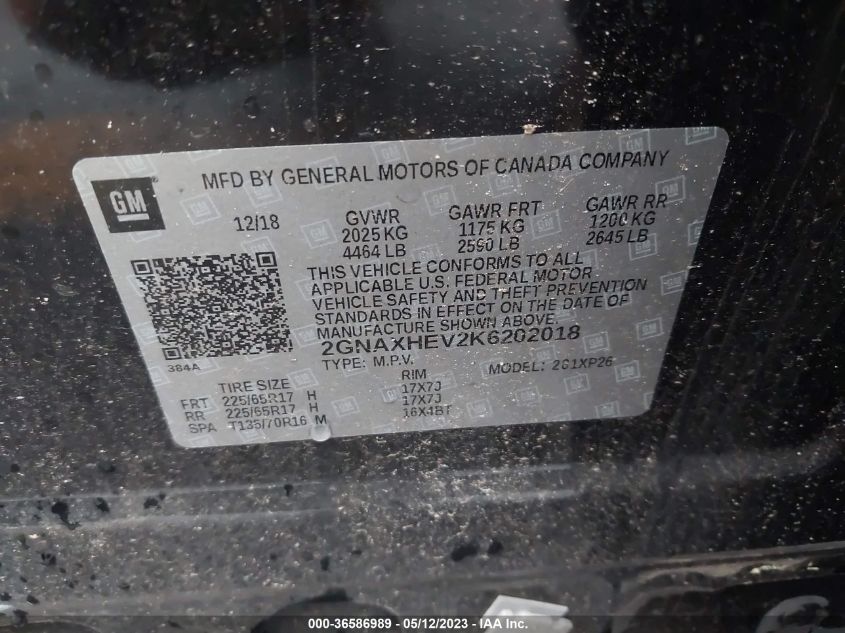 MFD BY GENERAL MOTORS OF CANADA COMPANY
GM
12/18 GVWR GAWR FRT GAWR RR
2025 KG 1175 KG 1200 KG
4464 LB 2590 LB 2645 LB
THIS VEHICLE CONFORMS TO ALL
APPLICABLE U.S. FEDERAL MOTOR
VEHICLE SAFETY AND THEFT PREVENTION
STANDARDS IN EFFECT ON THE DATE OF
MANUFACTURE SHOWN ABOVE.
2GNAXHEV2K6202018
384A TYPE: M.P.V. MODEL: 2G1XP26
TIRE SIZE RIM
FRT 225/65R17 H 17X7J
RR 225/65R17 H 17X7J
SPA T135/70R16 M 16X4BT
000-36586989 - 05/12/2023 - IAA Inc.